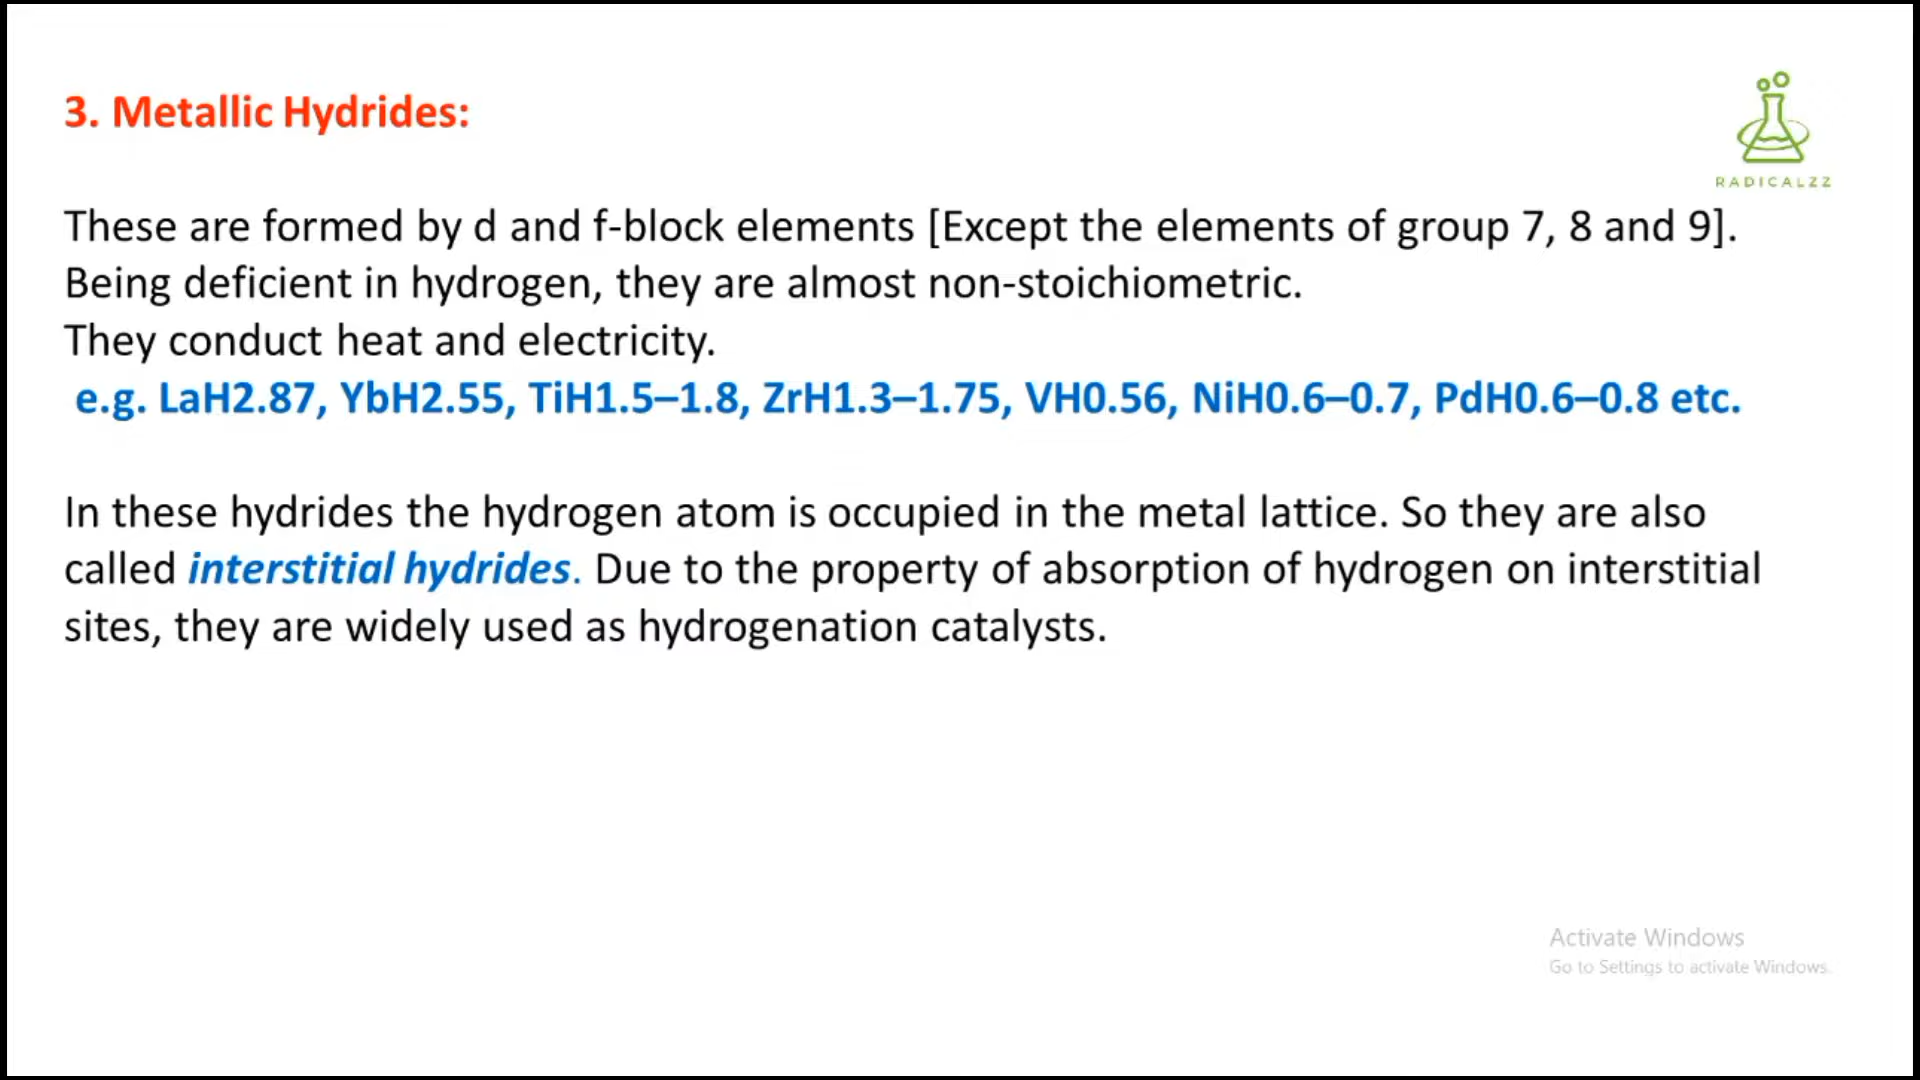 3. Metallic Hydrides:
RADICALZZ
These are formed by d and f-block elements [Except the elements of group 7, 8 and 9].
Being deficient in hydrogen, they are almost non-stoichiometric.
They conduct heat and electricity.
e.g. LaH2.87, YbH2.55, TiH1.5–1.8, ZrH1.3–1.75, VH0.56, NiH0.6–0.7, PdH0.6–0.8 etc.
In these hydrides the hydrogen atom is occupied in the metal lattice. So they are also
called interstitial hydrides. Due to the property of absorption of hydrogen on interstitial
sites, they are widely used as hydrogenation catalysts.
Activate Windows
Go to Settings to activate Windows.